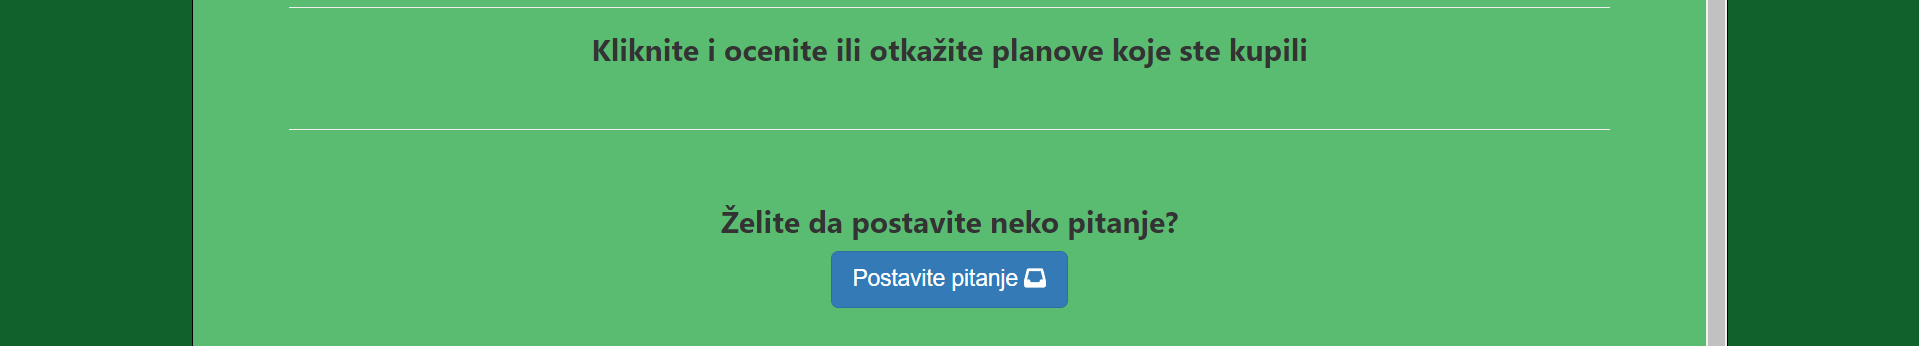 Kliknite i ocenite ili otkažite planove koje ste kupili
Želite da postavite neko pitanje?
Postavite pitanje